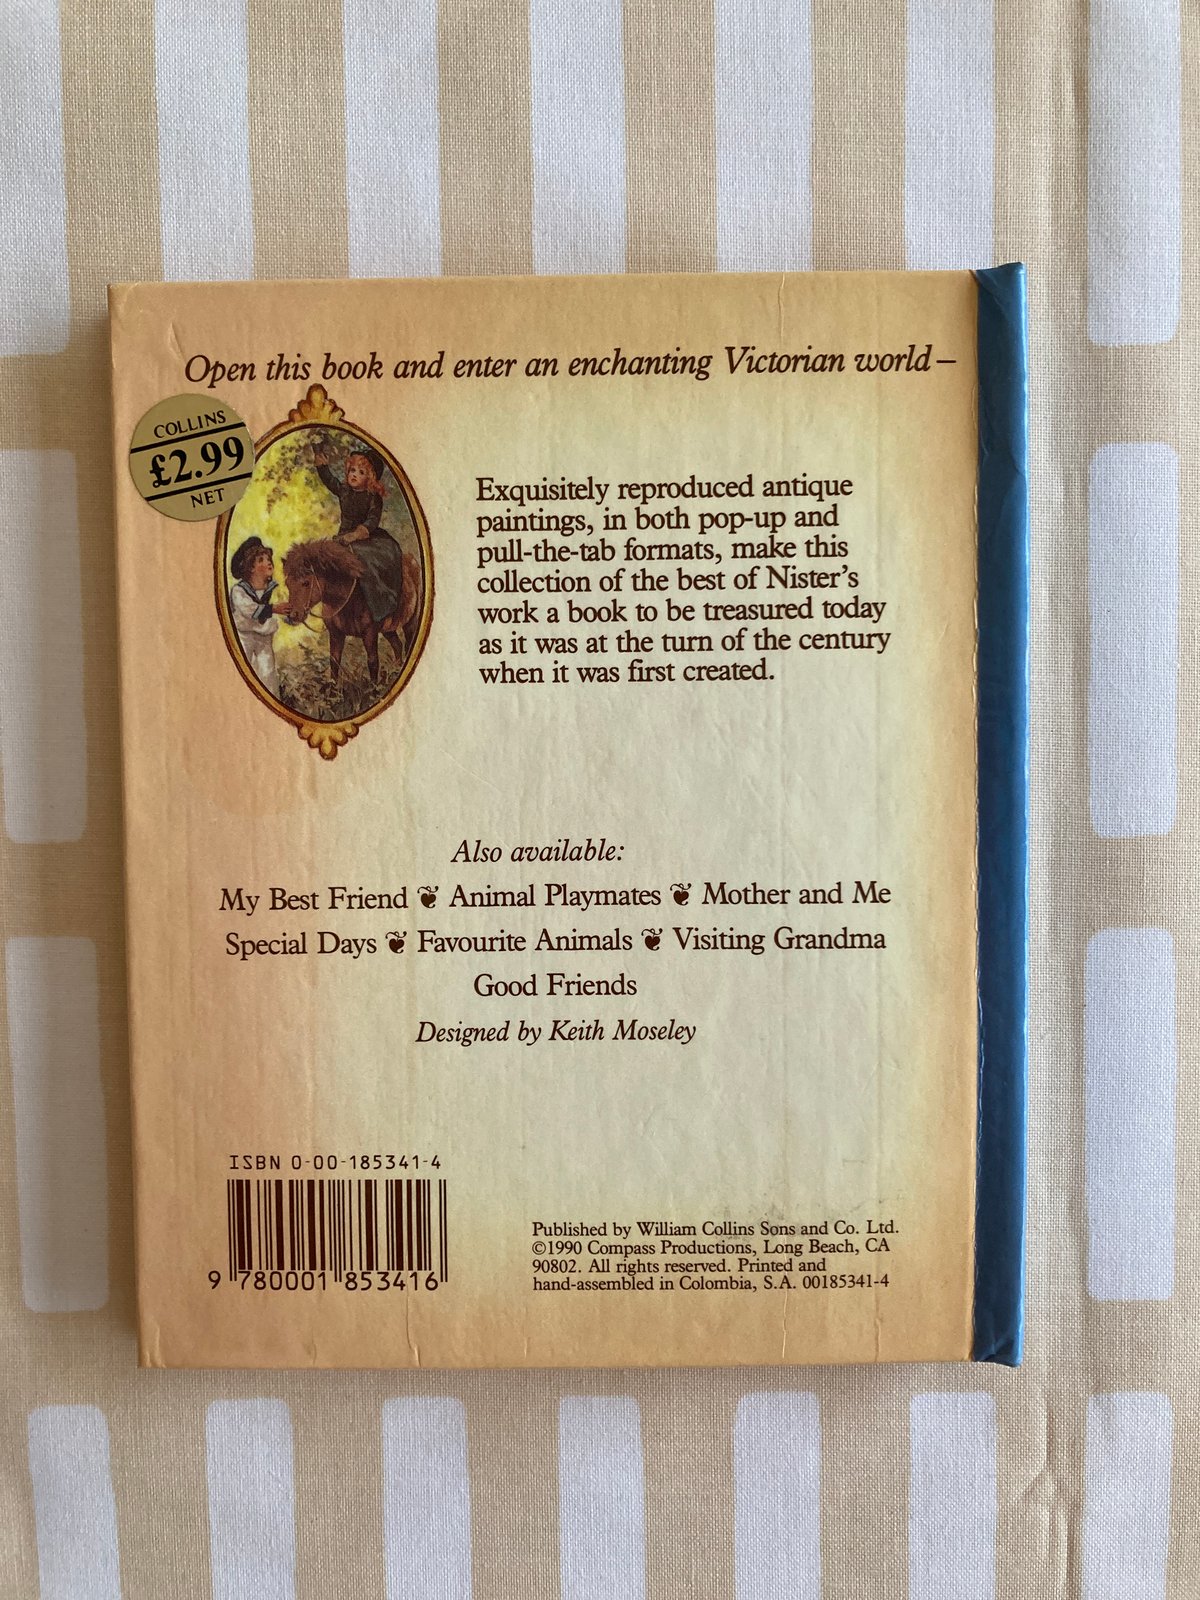 Open this book and enter an enchanting Victorian world—
COLLINS
£2.99
NET
Exquisitely reproduced antique
paintings, in both pop-up and
pull-the-tab formats, make this
collection of the best of Nister's
work a book to be treasured today
as it was at the turn of the century
when it was first created.
Also available:
My Best Friend ❦ Animal Playmates ❦ Mother and Me
Special Days ❦ Favourite Animals ❦ Visiting Grandma
Good Friends
Designed by Keith Moseley
ISBN 0-00-185341-4
9 780001 853416
Published by William Collins Sons and Co. Ltd.
©1990 Compass Productions, Long Beach, CA
90802. All rights reserved. Printed and
hand-assembled in Colombia, S.A. 00185341-4